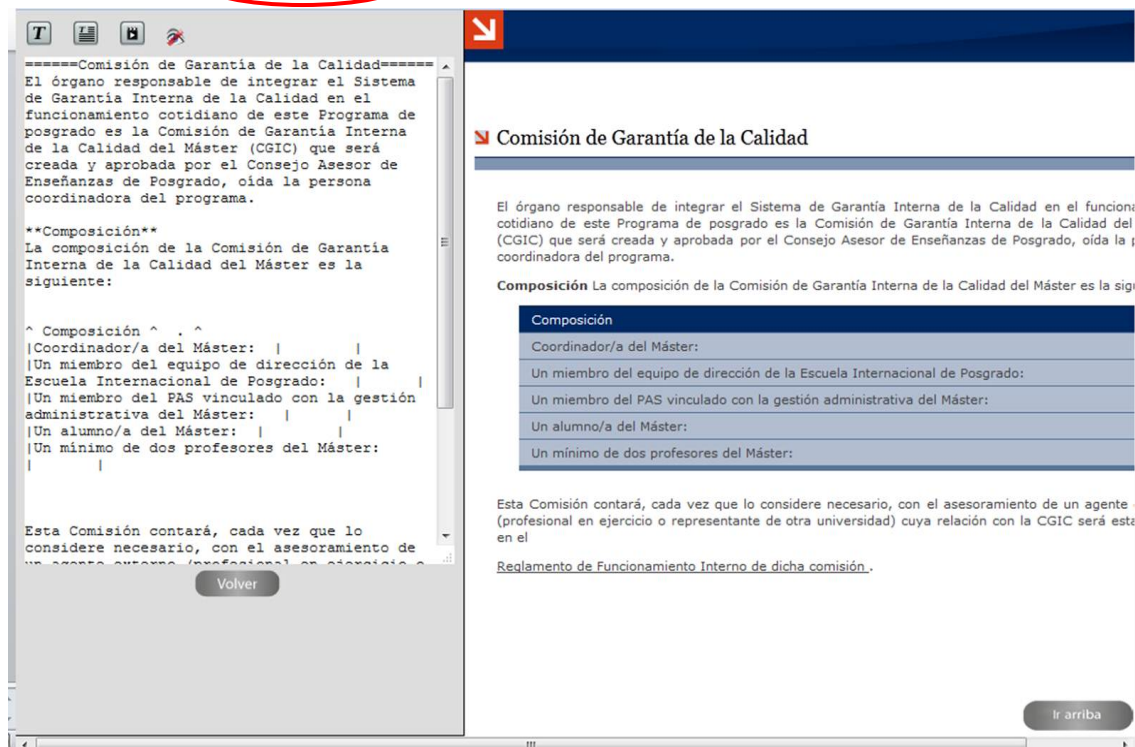 ======Comisión de Garantía de la Calidad======
El órgano responsable de integrar el Sistema
de Garantía Interna de la Calidad en el
funcionamiento cotidiano de este Programa de
posgrado es la Comisión de Garantía Interna
de la Calidad del Máster (CGIC) que será
creada y aprobada por el Consejo Asesor de
Enseñanzas de Posgrado, oída la persona
coordinadora del programa.
**Composición**
La composición de la Comisión de Garantía
Interna de la Calidad del Máster es la
siguiente:
^ Composición ^ . ^
|Coordinador/a del Máster: | |
|Un miembro del equipo de dirección de la
Escuela Internacional de Posgrado: | |
|Un miembro del PAS vinculado con la gestión
administrativa del Máster: | |
|Un alumno/a del Máster: | |
|Un mínimo de dos profesores del Máster:
| |
Esta Comisión contará, cada vez que lo
considere necesario, con el asesoramiento de
un agente externo (profesional en ejercicio o
Volver
Comisión de Garantía de la Calidad
El órgano responsable de integrar el Sistema de Garantía Interna de la Calidad en el funciona
cotidiano de este Programa de posgrado es la Comisión de Garantía Interna de la Calidad del
(CGIC) que será creada y aprobada por el Consejo Asesor de Enseñanzas de Posgrado, oída la
coordinadora del programa.
Composición La composición de la Comisión de Garantía Interna de la Calidad del Máster es la sigu
Composición
Coordinador/a del Máster:
Un miembro del equipo de dirección de la Escuela Internacional de Posgrado:
Un miembro del PAS vinculado con la gestión administrativa del Máster:
Un alumno/a del Máster:
Un mínimo de dos profesores del Máster:
Esta Comisión contará, cada vez que lo considere necesario, con el asesoramiento de un agente
(profesional en ejercicio o representante de otra universidad) cuya relación con la CGIC será esta
en el
Reglamento de Funcionamiento Interno de dicha comisión .
Ir arriba